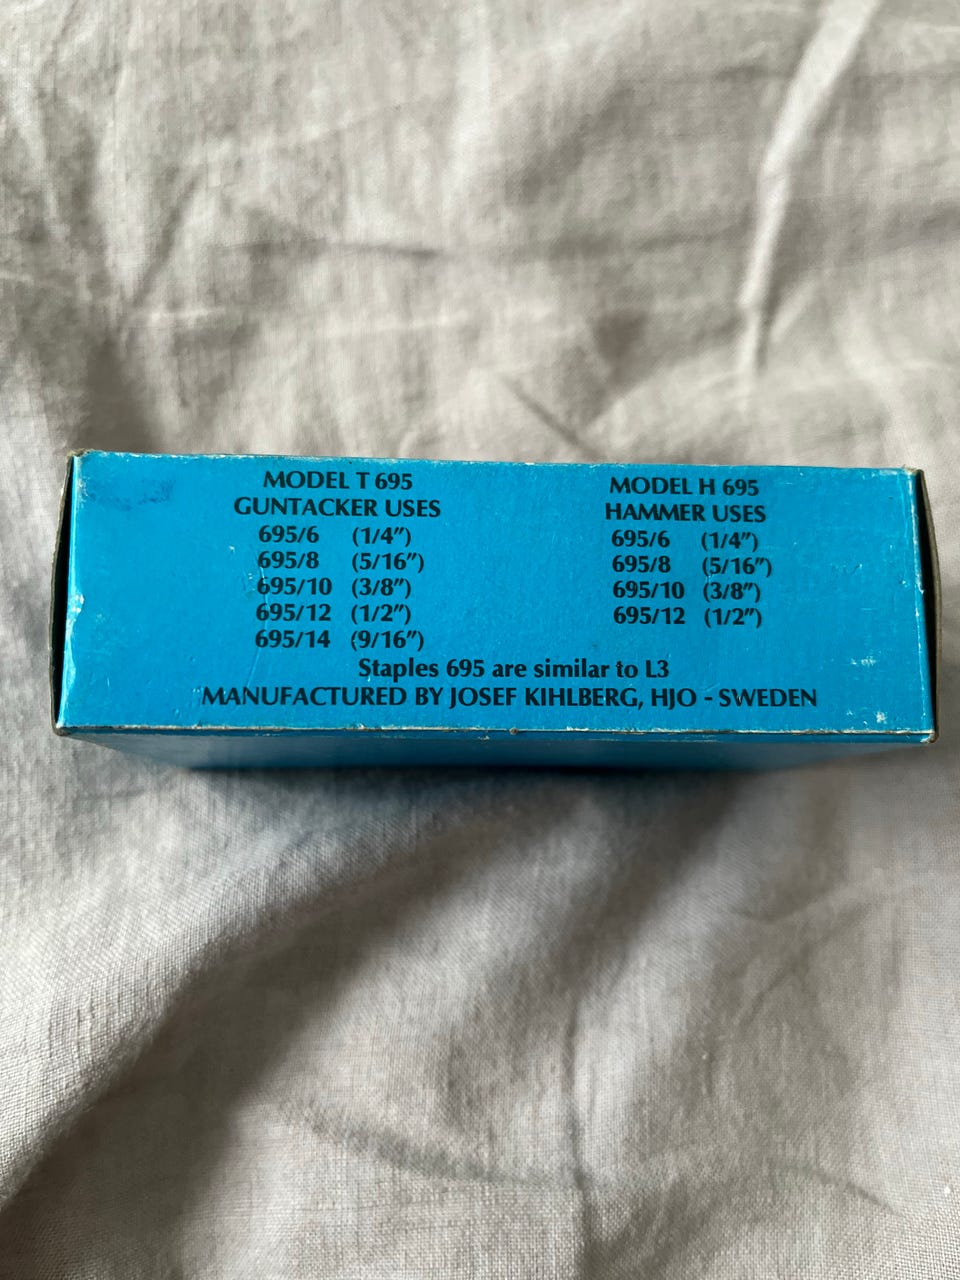 MODEL T 695
GUNTACKER USES
695/6 (1/4″)
695/8 (5/16″)
695/10 (3/8″)
695/12 (1/2″)
695/14 (9/16″)
MODEL H 695
HAMMER USES
695/6 (1/4″)
695/8 (5/16″)
695/10 (3/8″)
695/12 (1/2″)
Staples 695 are similar to L3
MANUFACTURED BY JOSEF KIHLBERG, HJO - SWEDEN